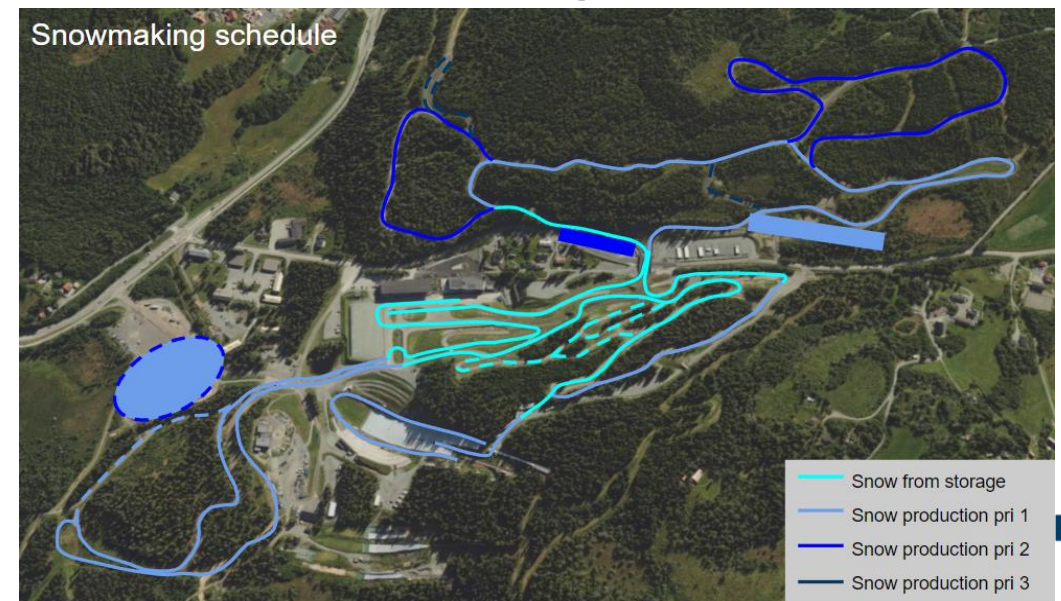 Snowmaking schedule
Snow from storage
Snow production pri 1
Snow production pri 2
Snow production pri 3